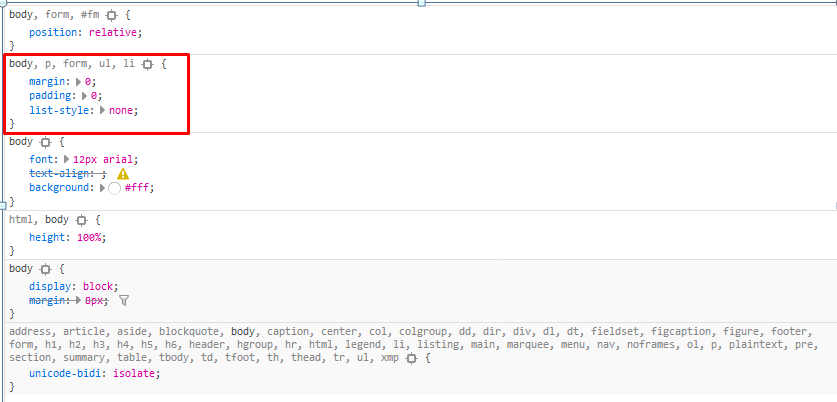 body, form, #fm {
position: relative;
}
body, p, form, ul, li {
margin: 0;
padding: 0;
list-style: none;
}
body {
font: 12px arial;
text-align: ;
background: #fff;
}
html, body {
height: 100%;
}
body {
display: block;
margin: 8px;
}
address, article, aside, blockquote, body, caption, center, col, colgroup, dd, dir, div, dl, dt, fieldset, figcaption, figure, footer,
form, h1, h2, h3, h4, h5, h6, header, hgroup, hr, html, legend, li, listing, main, marquee, menu, nav, noframes, ol, p, plaintext, pre,
section, summary, table, tbody, td, tfoot, th, thead, tr, ul, xmp {
unicode-bidi: isolate;
}